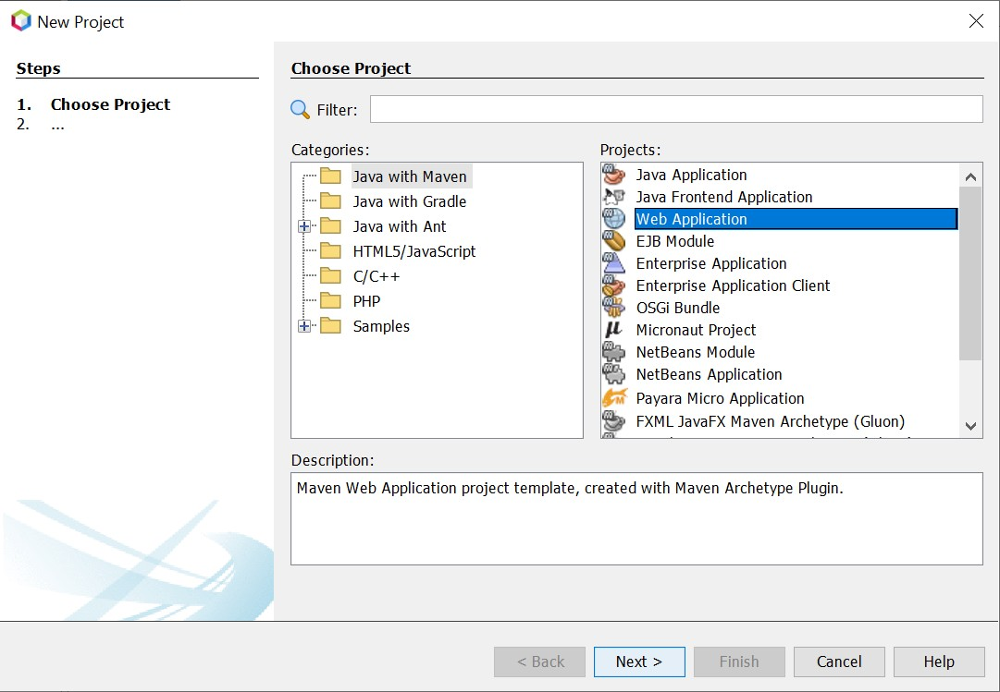 New Project
Steps
1. Choose Project
2. ...
Choose Project
Filter:
Categories:
Java with Maven
Java with Gradle
Java with Ant
HTML5/JavaScript
C/C++
PHP
Samples
Projects:
Java Application
Java Frontend Application
Web Application
EJB Module
Enterprise Application
Enterprise Application Client
OSGi Bundle
Micronaut Project
NetBeans Module
NetBeans Application
Payara Micro Application
FXML JavaFX Maven Archetype (Gluon)
Description:
Maven Web Application project template, created with Maven Archetype Plugin.
< Back
Next >
Finish
Cancel
Help